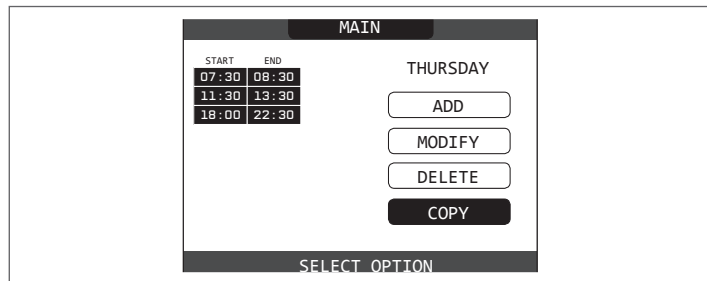 MAIN
START END
07:30 08:30
11:30 13:30
18:00 22:30
THURSDAY
ADD
MODIFY
DELETE
COPY
SELECT OPTION